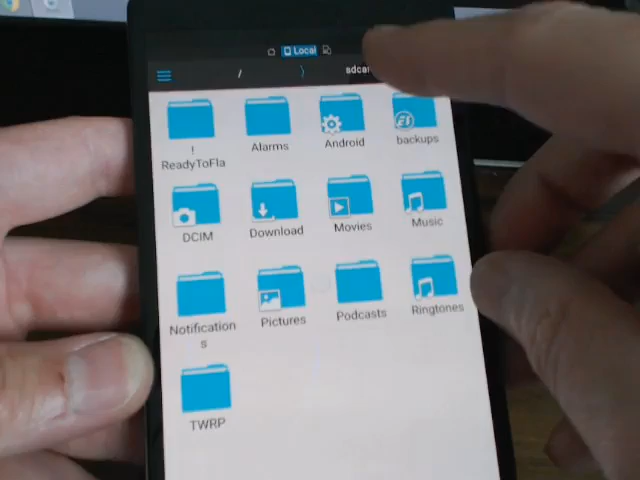 Local
/ ) sdcar
! ReadyToFla
Alarms
Android
backups
DCIM
Download
Movies
Music
Notification
s
Pictures
Podcasts
Ringtones
TWRP